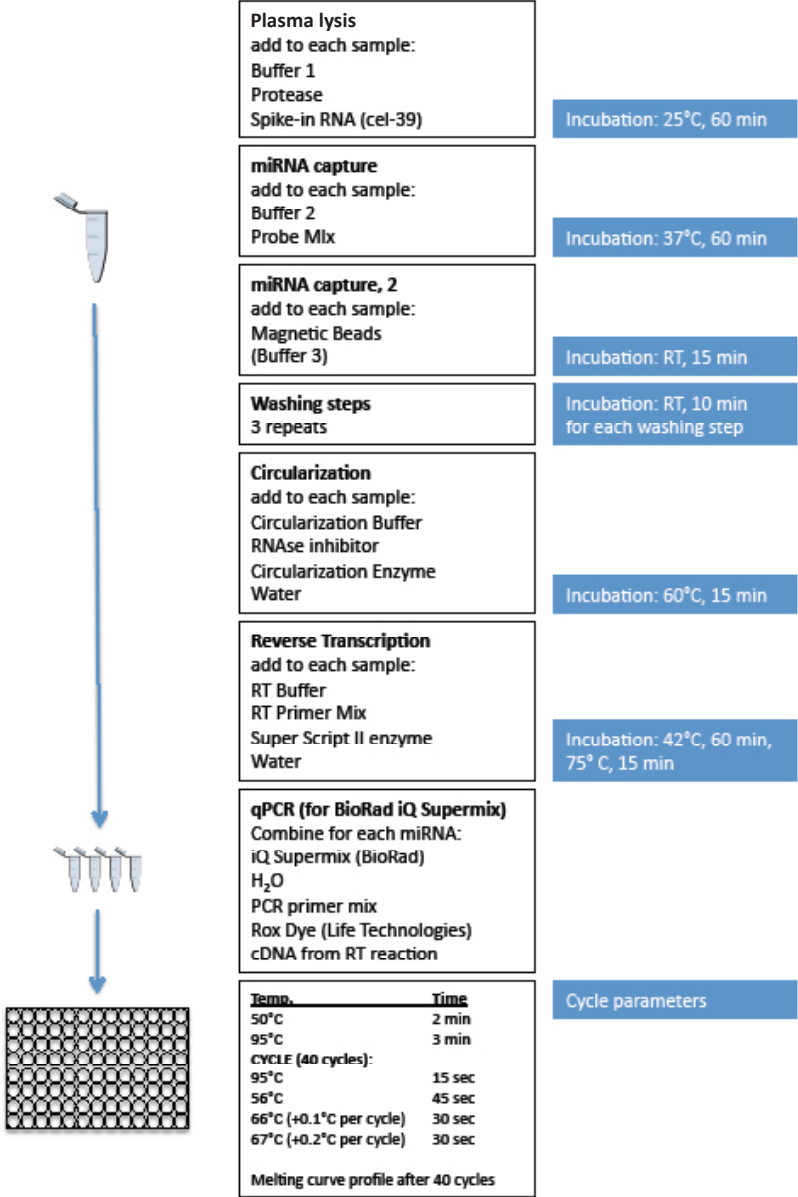 Plasma lysis
add to each sample:
Buffer 1
Protease
Spike-in RNA (cel-39)
Incubation: 25°C, 60 min
miRNA capture
add to each sample:
Buffer 2
Probe MIx
Incubation: 37°C, 60 min
miRNA capture, 2
add to each sample:
Magnetic Beads
(Buffer 3)
Incubation: RT, 15 min
Washing steps
3 repeats
Incubation: RT, 10 min
for each washing step
Circularization
add to each sample:
Circularization Buffer
RNAse inhibitor
Circularization Enzyme
Water
Incubation: 60°C, 15 min
Reverse Transcription
add to each sample:
RT Buffer
RT Primer Mix
Super Script II enzyme
Water
Incubation: 42°C, 60 min,
75° C, 15 min
qPCR (for BioRad iQ Supermix)
Combine for each miRNA:
iQ Supermix (BioRad)
H₂O
PCR primer mix
Rox Dye (Life Technologies)
cDNA from RT reaction
Cycle parameters
Temp. Time
50°C 2 min
95°C 3 min
CYCLE (40 cycles):
95°C 15 sec
56°C 45 sec
66°C (+0.1°C per cycle) 30 sec
67°C (+0.2°C per cycle) 30 sec
Melting curve profile after 40 cycles